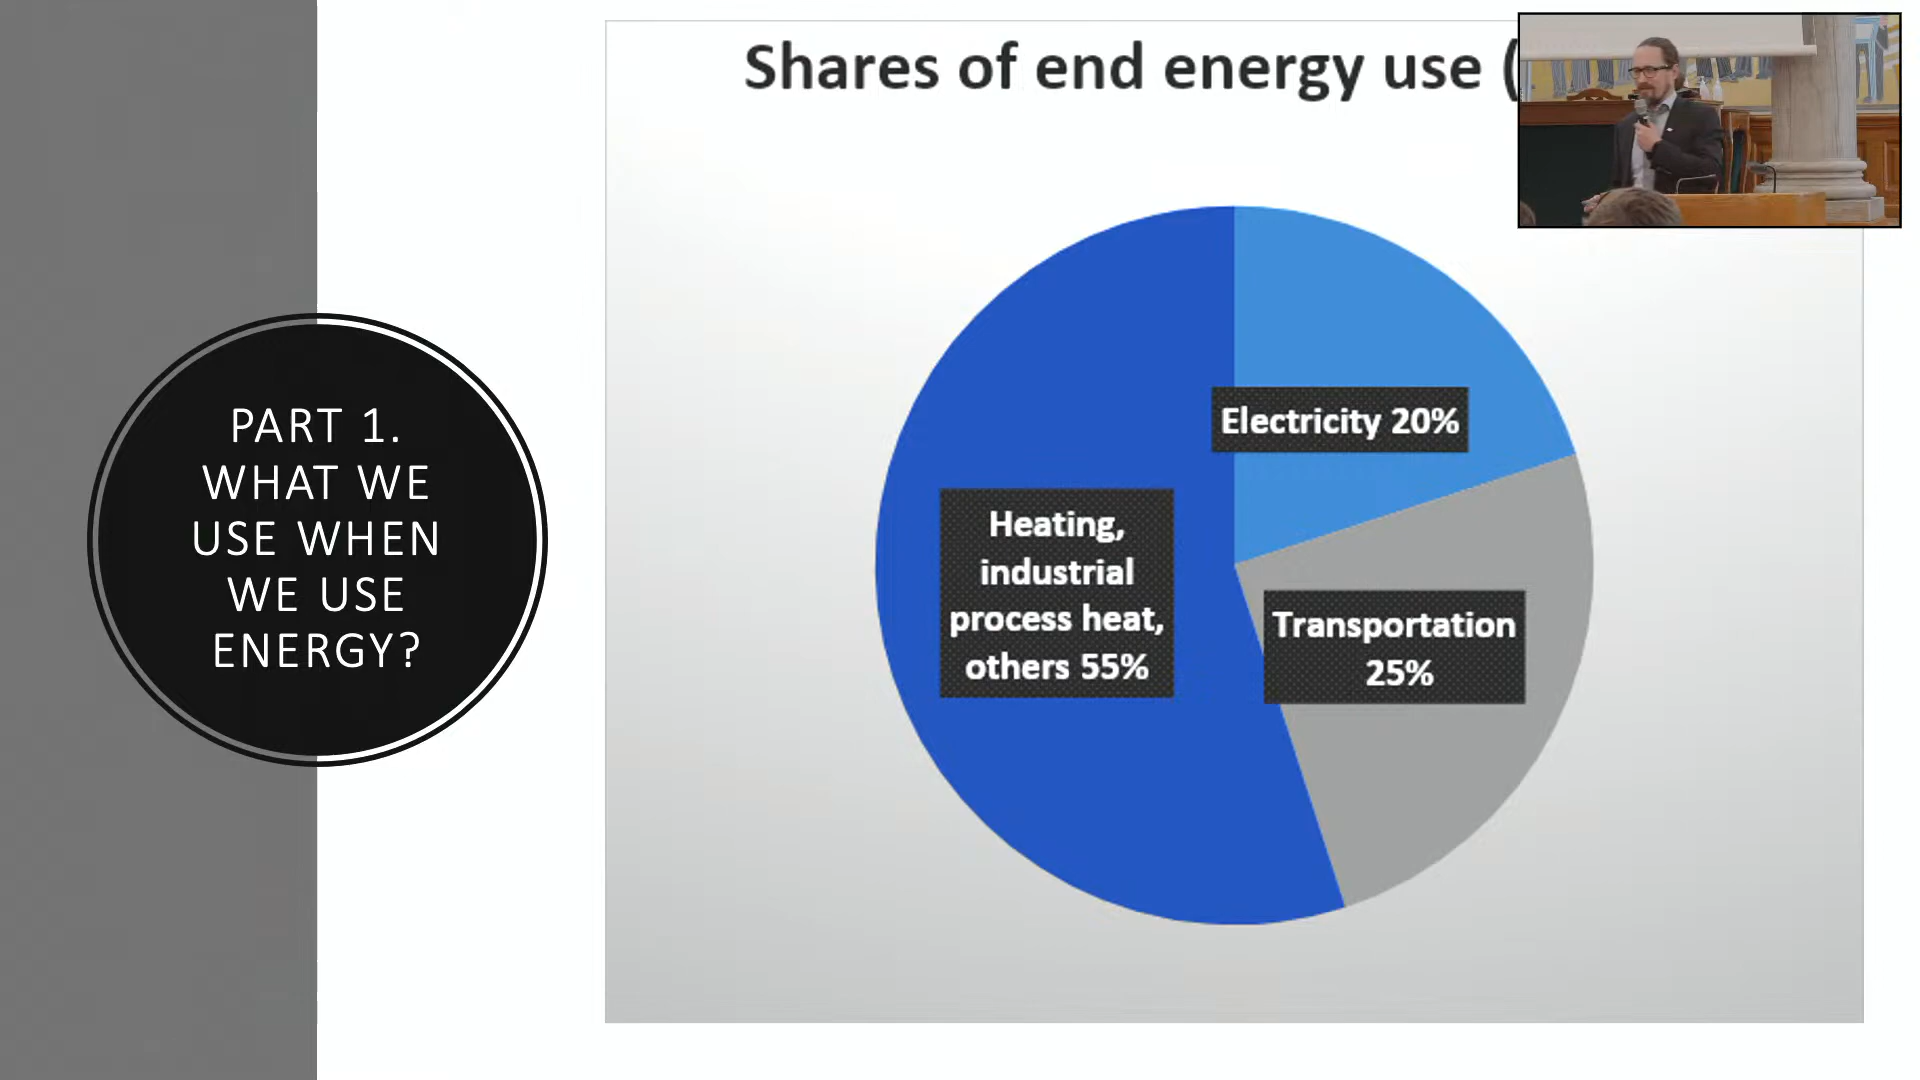 PART 1.
WHAT WE
USE WHEN
WE USE
ENERGY?
Shares of end energy use (
Electricity 20%
Heating,
industrial
process heat,
others 55%
Transportation
25%